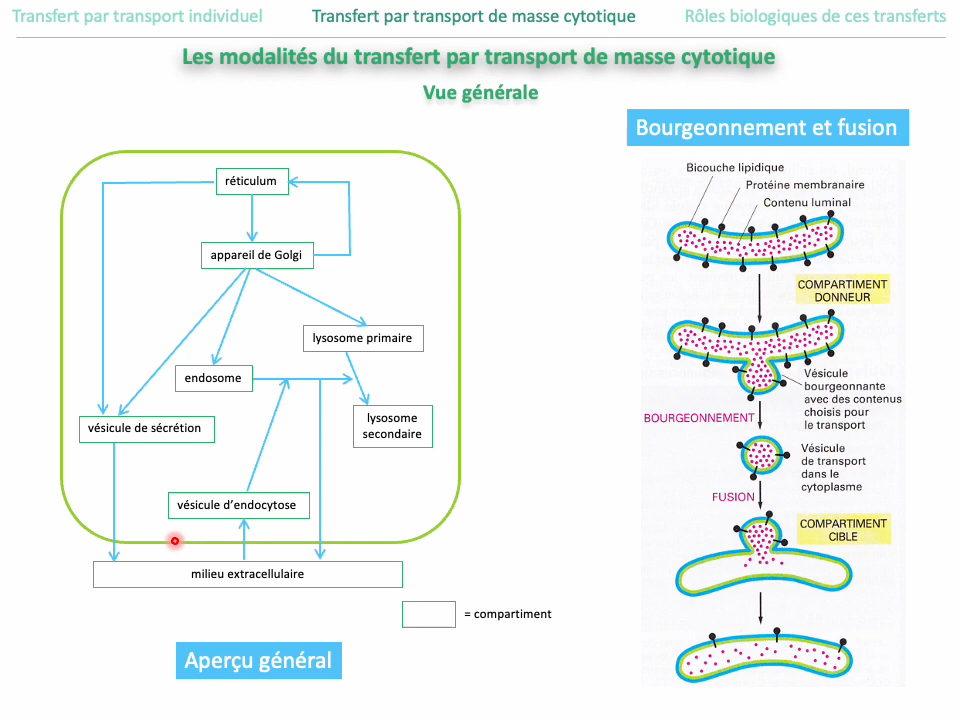 Transfert par transport individuel
Transfert par transport de masse cytotique
Rôles biologiques de ces transferts
Les modalités du transfert par transport de masse cytotique
Vue générale
réticulum
appareil de Golgi
lysosome primaire
endosome
lysosome
secondaire
vésicule de sécrétion
vésicule d’endocytose
milieu extracellulaire
= compartiment
Aperçu général
Bourgeonnement et fusion
Bicouche lipidique
Protéine membranaire
Contenu luminal
COMPARTIMENT
DONNEUR
Vésicule
bourgeonnante
avec des contenus
choisis pour
le transport
BOURGEONNEMENT
Vésicule
de transport
dans le
cytoplasme
FUSION
COMPARTIMENT
CIBLE